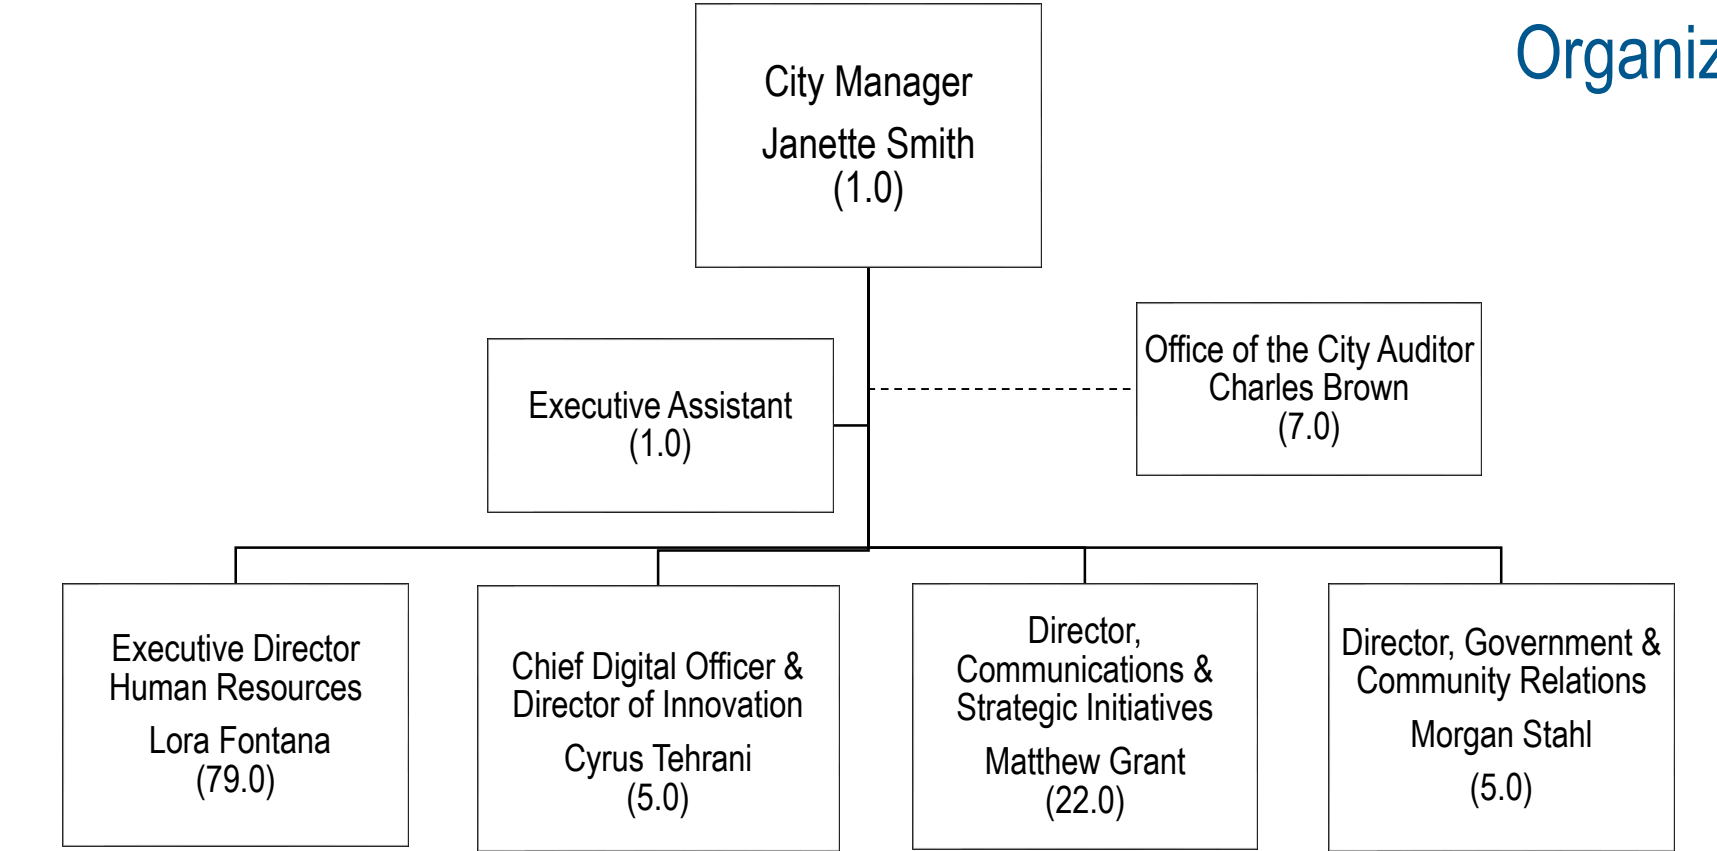 Organiz
City Manager
Janette Smith
(1.0)
Executive Assistant
(1.0)
Office of the City Auditor
Charles Brown
(7.0)
Executive Director
Human Resources
Lora Fontana
(79.0)
Chief Digital Officer &
Director of Innovation
Cyrus Tehrani
(5.0)
Director,
Communications &
Strategic Initiatives
Matthew Grant
(22.0)
Director, Government &
Community Relations
Morgan Stahl
(5.0)